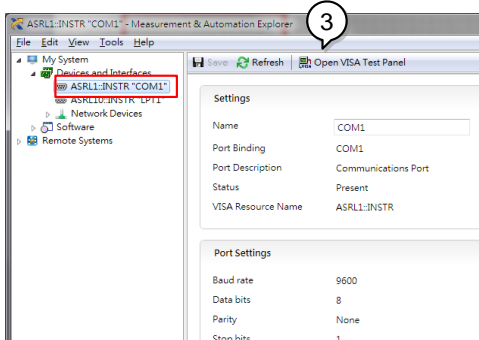 ASRL1::INSTR "COM1" - Measurement & Automation Explorer
3
File Edit View Tools Help
My System
Devices and Interfaces
ASRL1::INSTR "COM1"
ASRL10::INSTR "LPT1"
Network Devices
Software
Remote Systems
Save Refresh Open VISA Test Panel
Settings
Name COM1
Port Binding COM1
Port Description Communications Port
Status Present
VISA Resource Name ASRL1::INSTR
Port Settings
Baud rate 9600
Data bits 8
Parity None
Stop bits 1